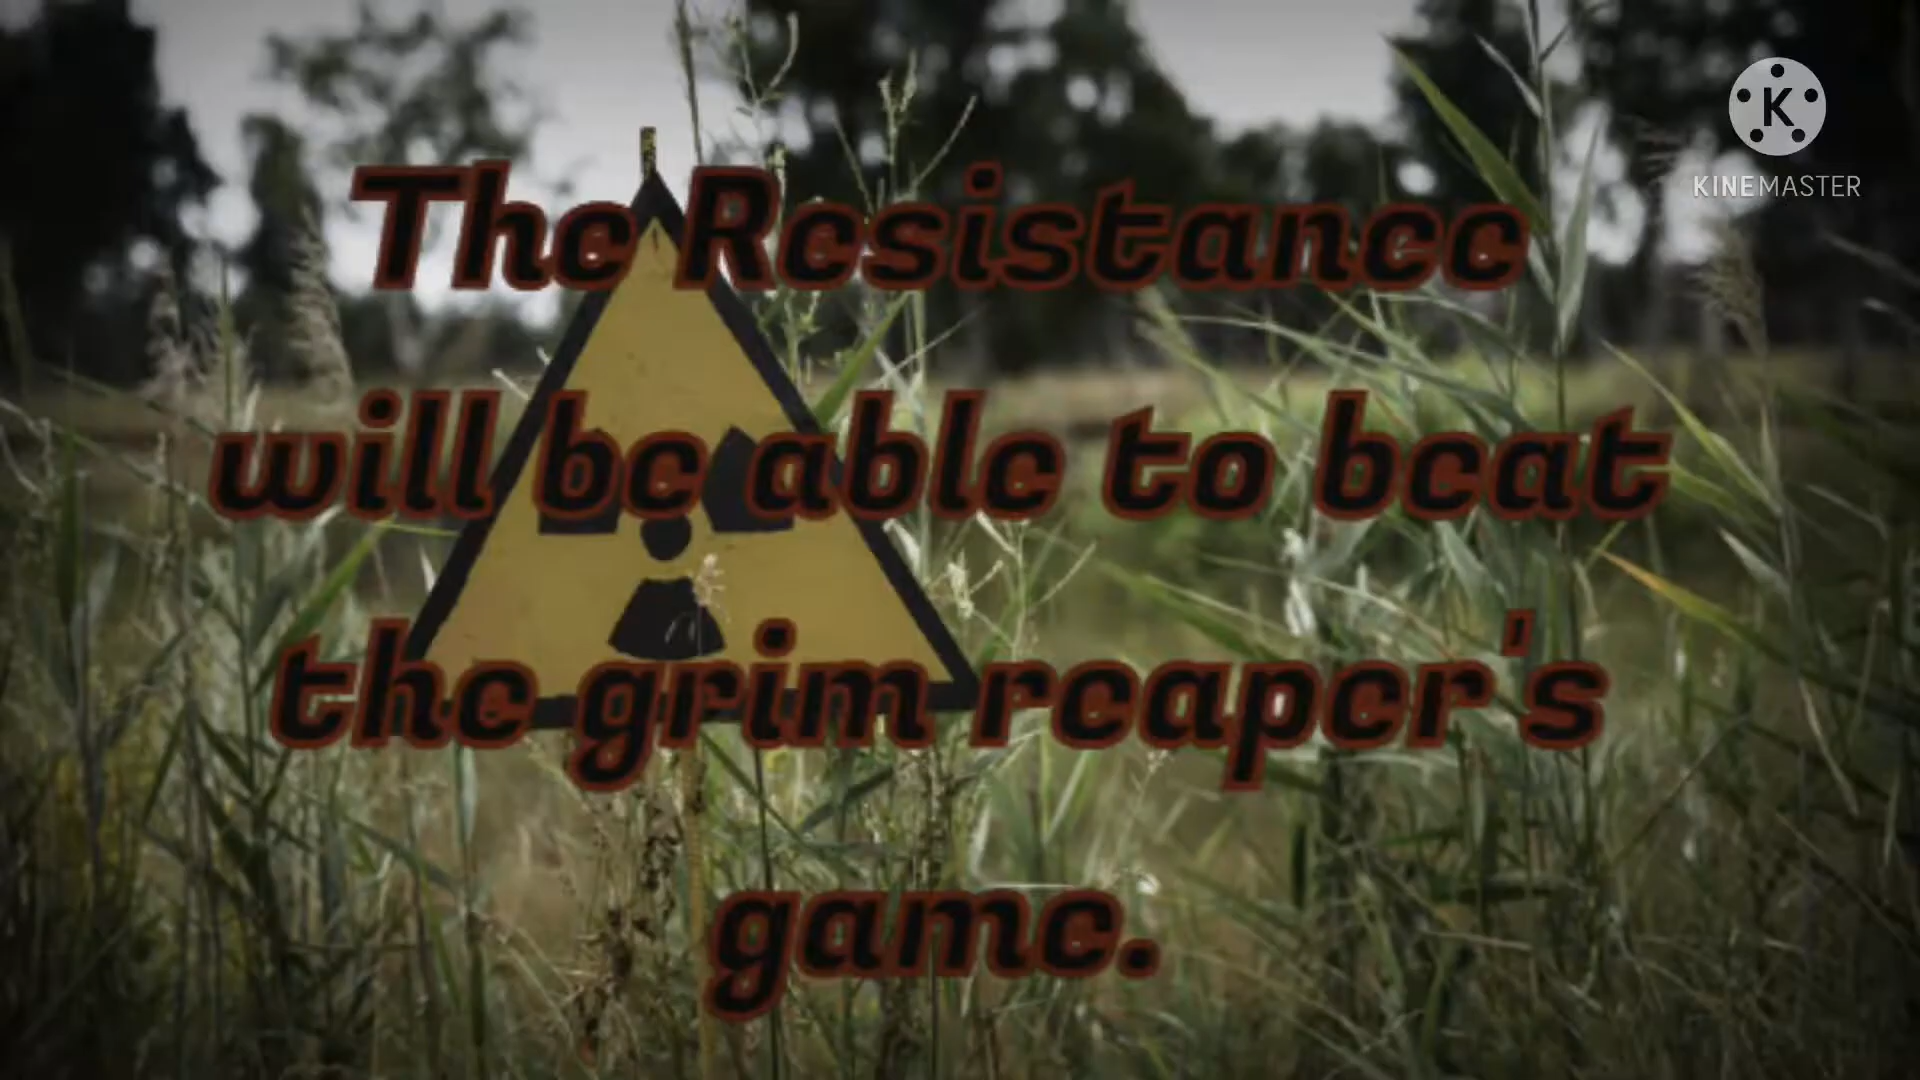 The Resistance
will be able to beat
the grim reaper's
game.
K
KINEMASTER